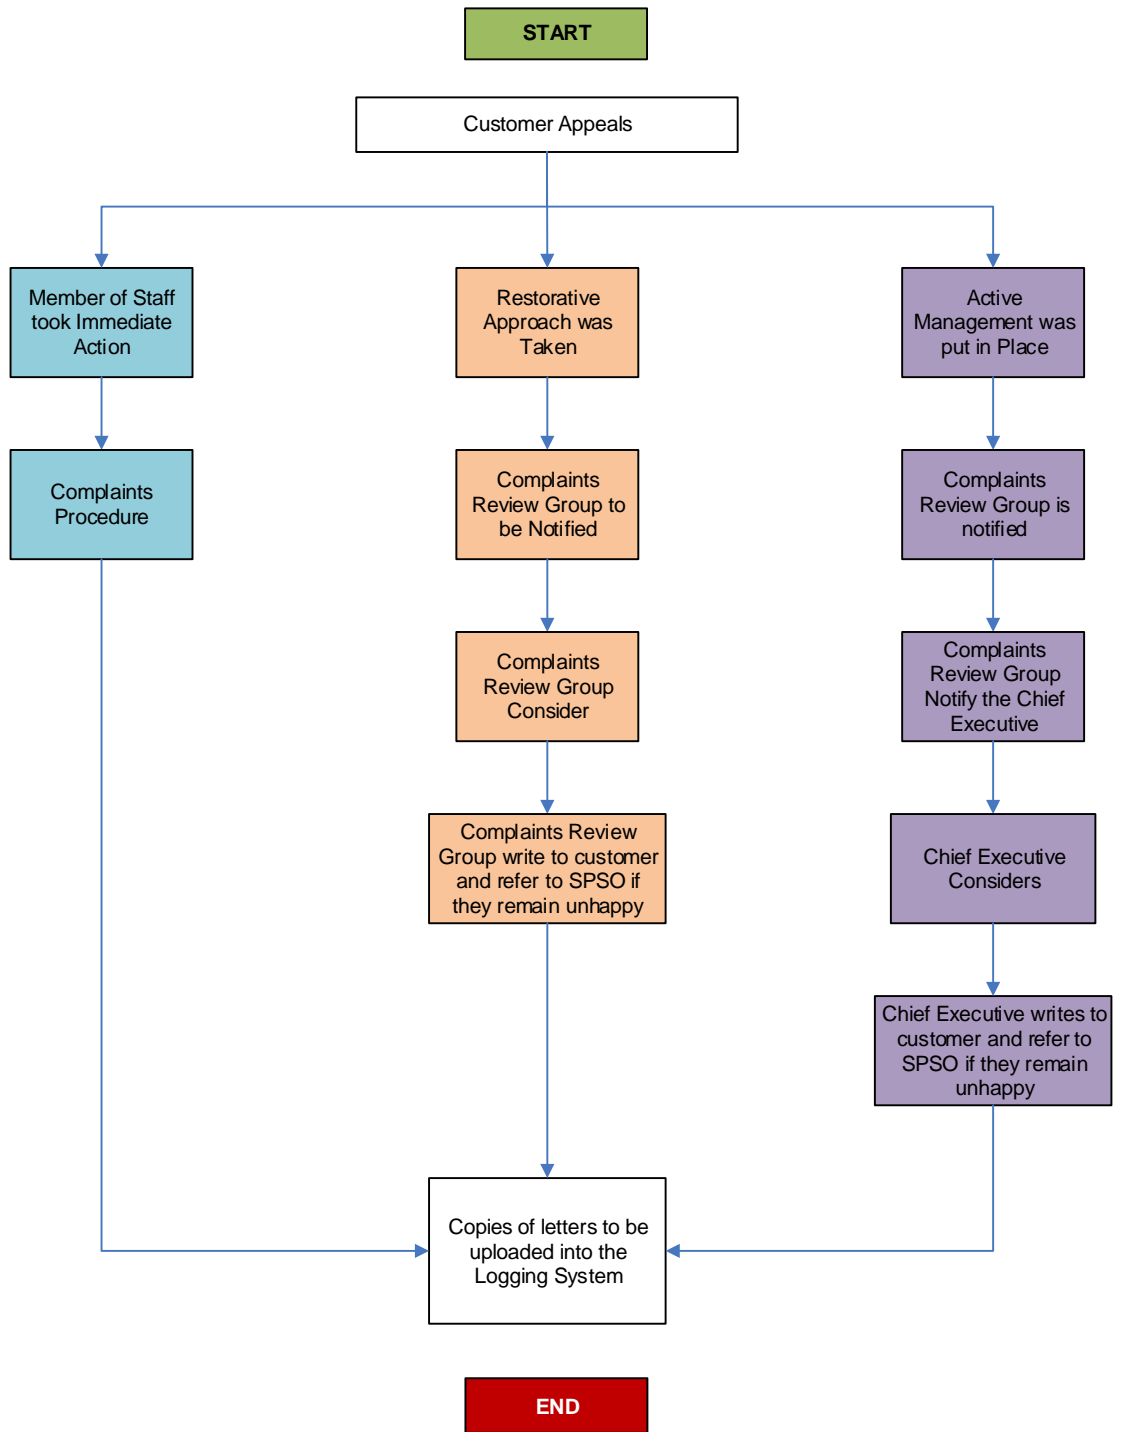 START
Customer Appeals
Member of Staff
took Immediate
Action
Restorative
Approach was
Taken
Active
Management was
put in Place
Complaints
Procedure
Complaints
Review Group to
be Notified
Complaints
Review Group is
notified
Complaints
Review Group
Consider
Complaints
Review Group
Notify the Chief
Executive
Complaints Review
Group write to customer
and refer to SPSO if
they remain unhappy
Chief Executive
Considers
Chief Executive writes to
customer and refer to
SPSO if they remain
unhappy
Copies of letters to be
uploaded into the
Logging System
END